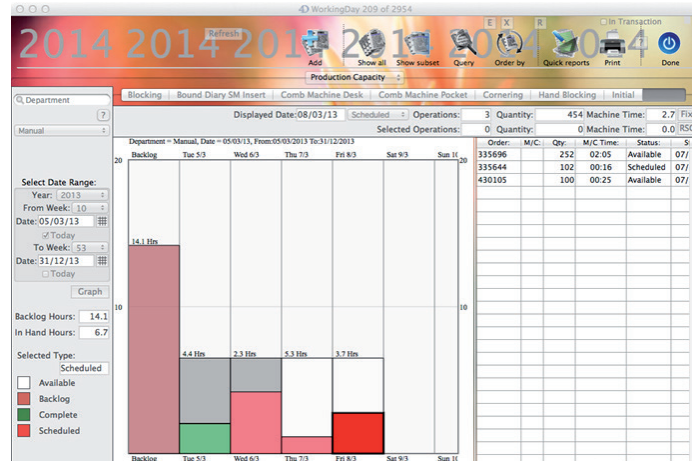 WorkingDay 209 of 2954
2014 2014 2014 2014 2014 2014
Refresh
E X R
In Transaction
Add Show all Show subset Query Order by Quick reports Print Done
Production Capacity
Blocking Bound Diary SM Insert Comb Machine Desk Comb Machine Pocket Cornering Hand Blocking Initial
Department
?
Manual
Displayed Date: 08/03/13 Scheduled Operations: 3 Quantity: 454 Machine Time: 2.7 Fix
Selected Operations: 0 Quantity: 0 Machine Time: 0.0 RSC
Select Date Range:
Year: 2013
From Week: 10
Date: 05/03/13
Today
To Week: 53
Date: 31/12/13
Today
Graph
Backlog Hours: 14.1
In Hand Hours: 6.7
Selected Type:
Scheduled
Available
Backlog
Complete
Scheduled
Department = Manual, Date = 05/03/13, From:05/03/2013 To:31/12/2013
Backlog Tue 5/3 Wed 6/3 Thu 7/3 Fri 8/3 Sat 9/3 Sun 10
20 20
14.1 Hrs
10 10
4.4 Hrs 2.3 Hrs 5.3 Hrs 3.7 Hrs
Backlog Tue 5/3 Wed 6/3 Thu 7/3 Fri 8/3 Sat 9/3 Sun 10
Order: M/C: Qty: M/C Time: Status: S
335696 252 02:05 Available 07/
335644 102 00:16 Scheduled 07/
430105 100 00:25 Available 07/